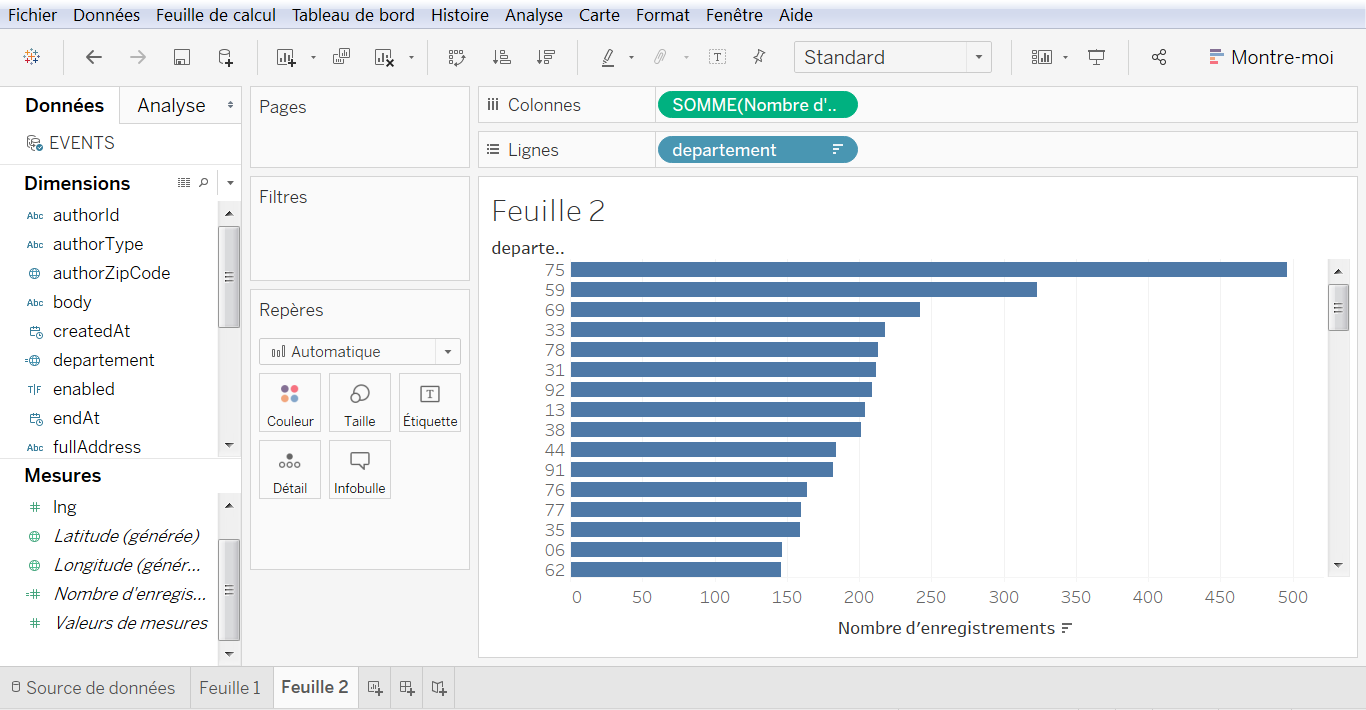 Fichier Données Feuille de calcul Tableau de bord Histoire Analyse Carte Format Fenêtre Aide
Standard
Montre-moi
Données Analyse
EVENTS
Dimensions
Abc authorId
Abc authorType
authorZipCode
Abc body
createdAt
departement
T|F enabled
endAt
Abc fullAddress
Mesures
lng
Latitude (générée)
Longitude (génér...
Nombre d'enregis...
Valeurs de mesures
Pages
Filtres
Repères
Automatique
Couleur Taille Étiquette
Détail Infobulle
Colonnes SOMME(Nombre d'..
Lignes departement
Feuille 2
departe..
75
59
69
33
78
31
92
13
38
44
91
76
77
35
06
62
0 50 100 150 200 250 300 350 400 450 500
Nombre d’enregistrements
Source de données Feuille 1 Feuille 2